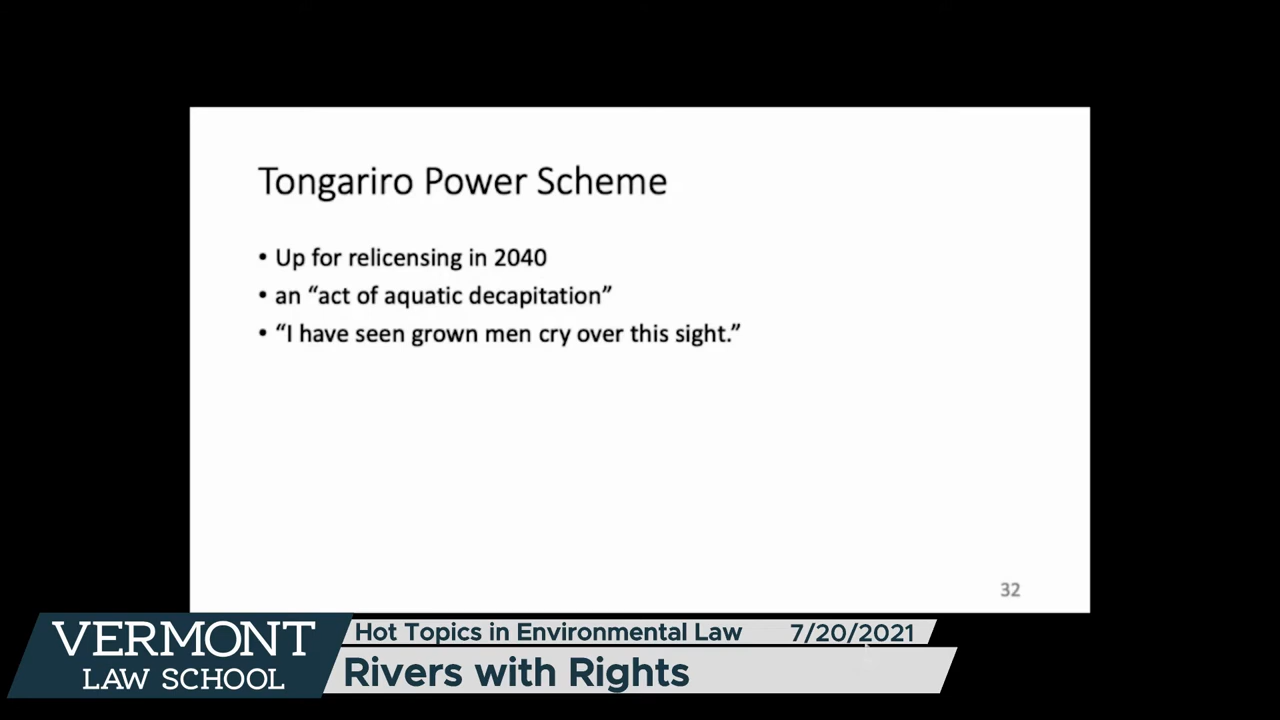 Tongariro Power Scheme
• Up for relicensing in 2040
• an “act of aquatic decapitation”
• “I have seen grown men cry over this sight.”
32
VERMONT
LAW SCHOOL
Hot Topics in Environmental Law 7/20/2021
Rivers with Rights